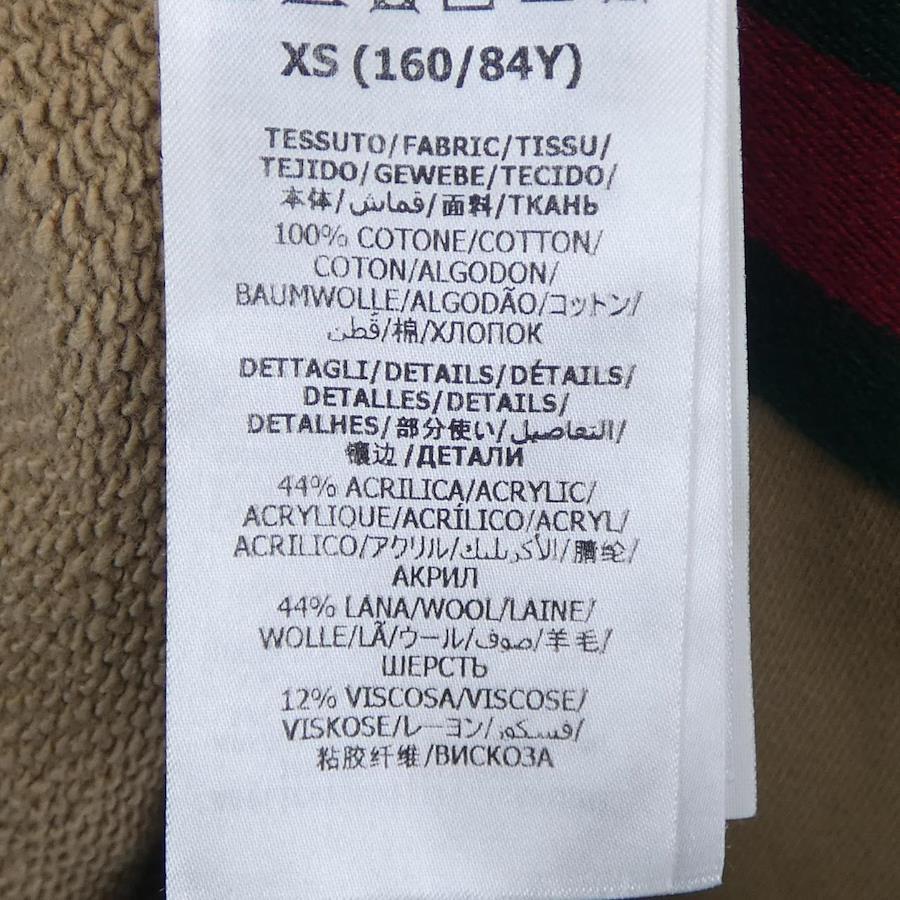 XS (160/84Y)
TESSUTO/FABRIC/TISSU/
TEJIDO/GEWEBE/TECIDO/
本体/قماش/面料/ТКАНЬ
100% COTONE/COTTON/
COTON/ALGODON/
BAUMWOLLE/ALGODÃO/コットン/
قطن/棉/ХЛОПОК
DETTAGLI/DETAILS/DÉTAILS/
DETALLES/DETAILS/
DETALHES/部分使い/التفاصيل/
镶边/ДЕТАЛИ
44% ACRILICA/ACRYLIC/
ACRYLIQUE/ACRÍLICO/ACRYL/
ACRILICO/アクリル/الأكريليك/腈纶/
АКРИЛ
44% LANA/WOOL/LAINE/
WOLLE/LÃ/ウール/صوف/羊毛/
ШЕРСТЬ
12% VISCOSA/VISCOSE/
VISKOSE/レーヨン/فسكوز/
粘胶纤维/ВИСКОЗА